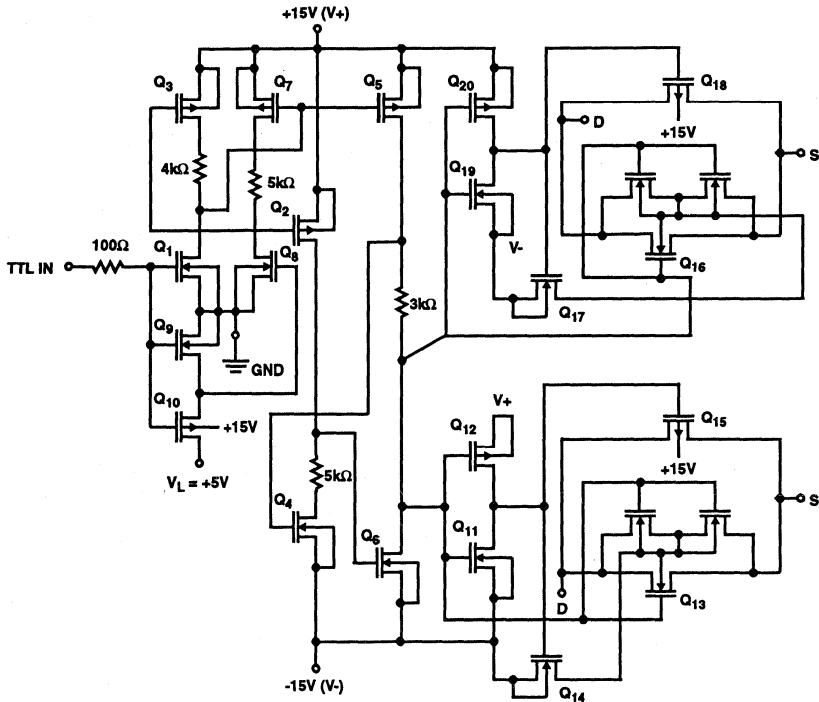 +15V (V+)
Q3
Q7
Q5
Q20
Q18
D
+15V
S
4kΩ
5kΩ
Q2
Q19
V-
100Ω
TTL IN
Q1
Q8
Q16
Q17
3kΩ
Q9
GND
Q10
+15V
VL = +5V
V+
Q12
Q15
+15V
S
5kΩ
Q4
Q6
Q11
D
Q13
-15V (V-)
Q14